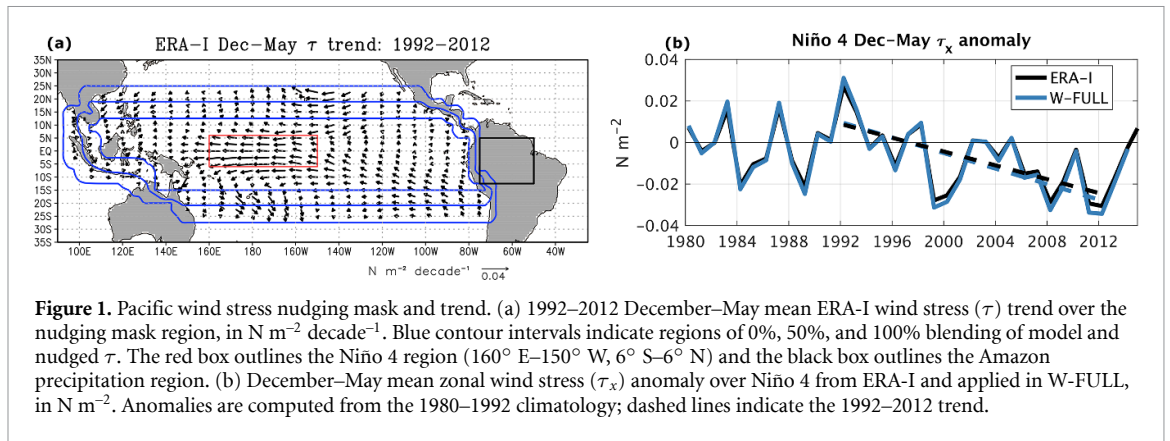 (a) ERA-I Dec-May τ trend: 1992-2012
35N
30N
25N
20N
15N
10N
5N
EQ
5S
10S
15S
20S
25S
30S
35S
100E 120E 140E 160E 180 160W 140W 120W 100W 80W 60W 40W
N m⁻² decade⁻¹ 0.04
(b) Niño 4 Dec-May τx anomaly
N m⁻²
0.04
0.02
0
-0.02
-0.04
1980 1984 1988 1992 1996 2000 2004 2008 2012
ERA-I
W-FULL
Figure 1. Pacific wind stress nudging mask and trend. (a) 1992–2012 December–May mean ERA-I wind stress (τ) trend over the
nudging mask region, in N m⁻² decade⁻¹. Blue contour intervals indicate regions of 0%, 50%, and 100% blending of model and
nudged τ. The red box outlines the Niño 4 region (160° E–150° W, 6° S–6° N) and the black box outlines the Amazon
precipitation region. (b) December–May mean zonal wind stress (τx) anomaly over Niño 4 from ERA-I and applied in W-FULL,
in N m⁻². Anomalies are computed from the 1980–1992 climatology; dashed lines indicate the 1992–2012 trend.